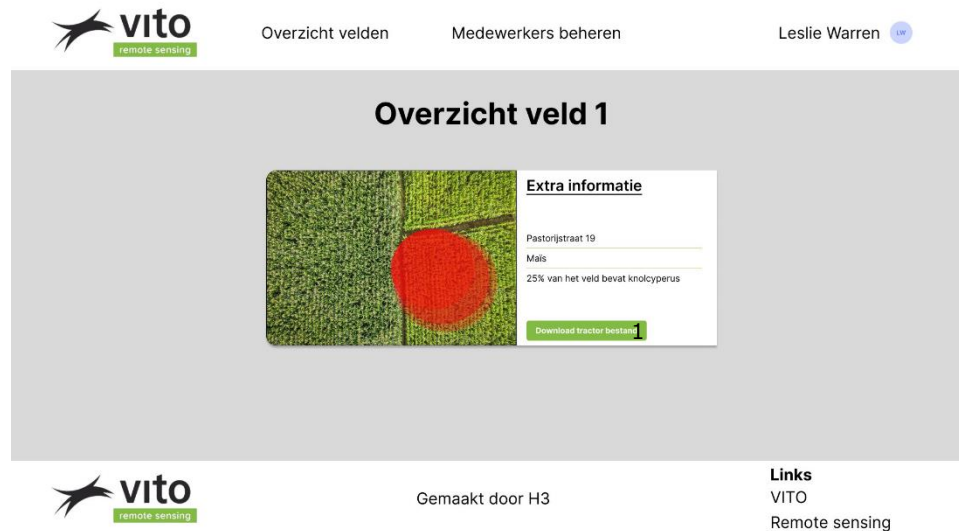 vito
remote sensing
Overzicht velden
Medewerkers beheren
Leslie Warren
LW
Overzicht veld 1
Extra informatie
Pastorijstraat 19
Maïs
25% van het veld bevat knolcyperus
Download tractor bestand
1
vito
remote sensing
Gemaakt door H3
Links
VITO
Remote sensing